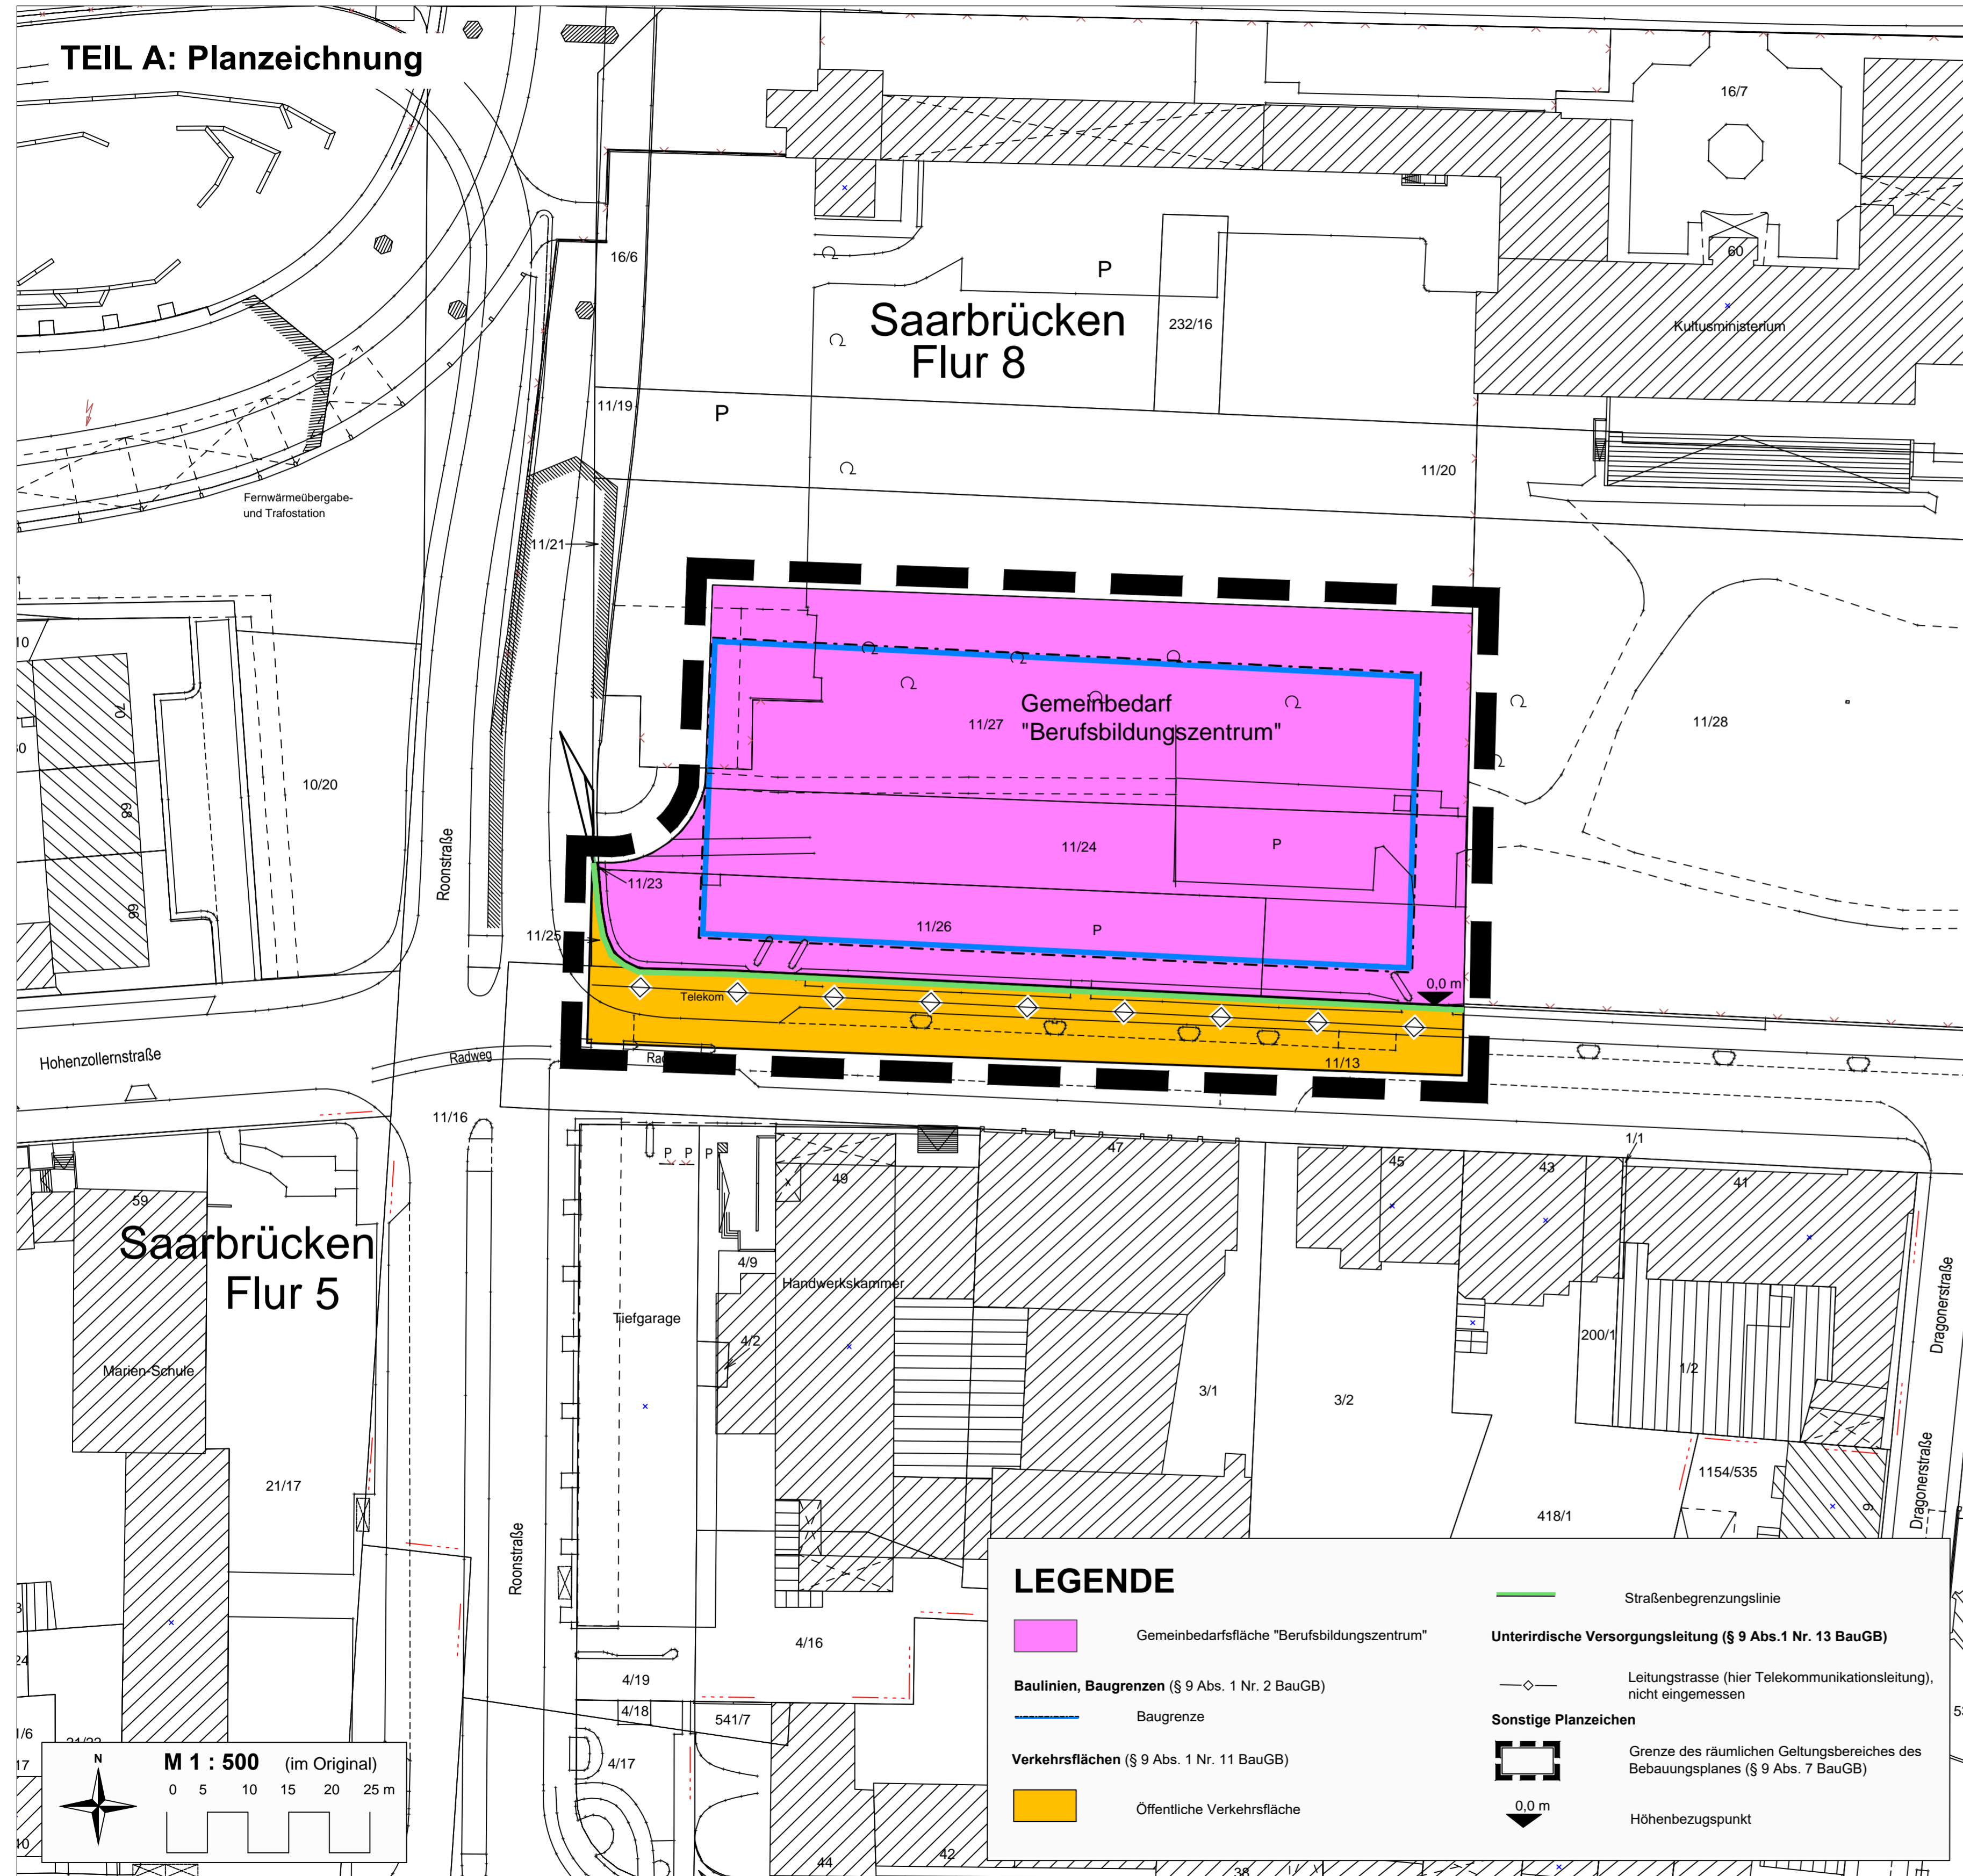 TEIL A: Planzeichnung
16/7
16/6
60
P
Saarbrücken
Flur 8
232/16
Kultusministerium
11/19
P
11/20
Fernwärmeübergabe-
und Trafostation
11/21
10
70
68
66
10/20
Roonstraße
Gemeinbedarf
"Berufsbildungszentrum"
11/27
11/28
11/24
P
11/23
11/25
11/26
P
0,0 m
Telekom
11/13
Hohenzollernstraße
Radweg
11/16
P P P
59
Saarbrücken
Flur 5
Marien-Schule
21/17
49
47
45
43
1/1
41
4/9
Handwerkskammer
Tiefgarage
4/2
3/1
3/2
200/1
1/2
Dragonerstraße
Dragonerstraße
1154/535
418/1
6
Roonstraße
4/16
4/19
4/18
541/7
4/17
44
42
38
24
1/6
17
LEGENDE
Gemeinbedarfsfläche "Berufsbildungszentrum"
Baulinien, Baugrenzen (§ 9 Abs. 1 Nr. 2 BauGB)
Baugrenze
Verkehrsflächen (§ 9 Abs. 1 Nr. 11 BauGB)
Öffentliche Verkehrsfläche
Straßenbegrenzungslinie
Unterirdische Versorgungsleitung (§ 9 Abs.1 Nr. 13 BauGB)
Leitungstrasse (hier Telekommunikationsleitung),
nicht eingemessen
Sonstige Planzeichen
Grenze des räumlichen Geltungsbereiches des
Bebauungsplanes (§ 9 Abs. 7 BauGB)
0,0 m
Höhenbezugspunkt
N
M 1 : 500 (im Original)
0 5 10 15 20 25 m